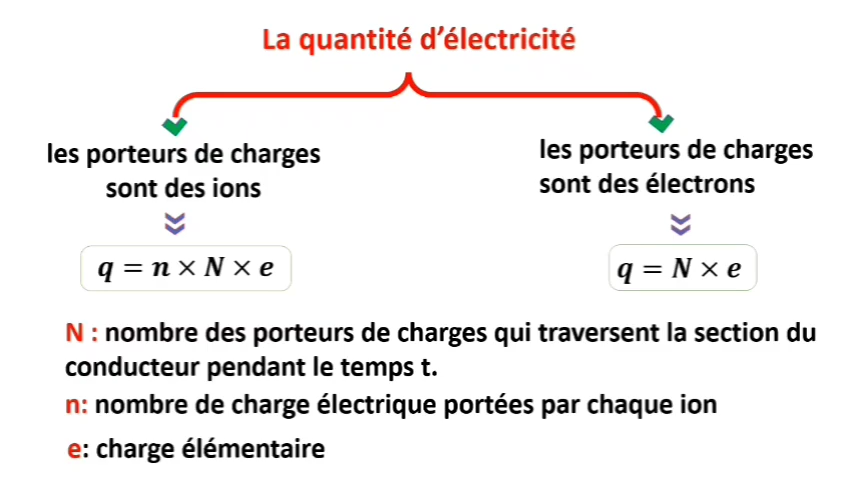 La quantité d’électricité
les porteurs de charges
sont des ions
q = n × N × e
les porteurs de charges
sont des électrons
q = N × e
N : nombre des porteurs de charges qui traversent la section du
conducteur pendant le temps t.
n: nombre de charge électrique portées par chaque ion
e: charge élémentaire